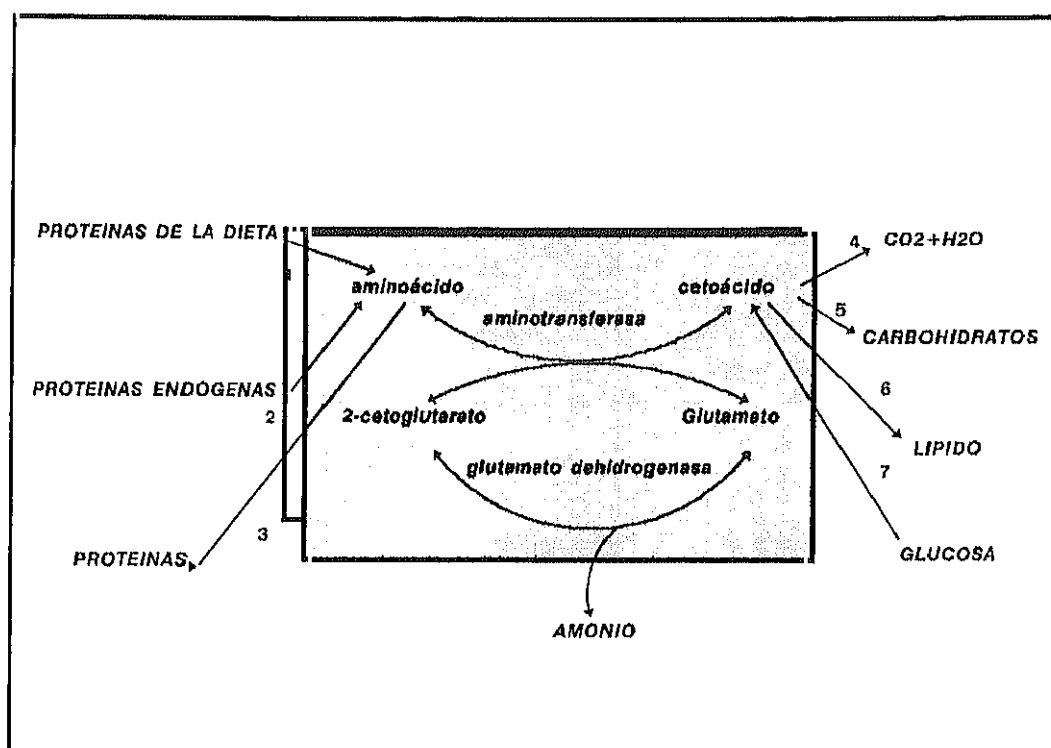 PROTEINAS DE LA DIETA
4
CO2+H2O
aminoácido
cetoácido
aminotransferasa
5
CARBOHIDRATOS
PROTEINAS ENDOGENAS
2
6
2-cetoglutarato
Glutamato
LIPIDO
glutamato dehidrogenasa
7
3
PROTEINAS
GLUCOSA
AMONIO